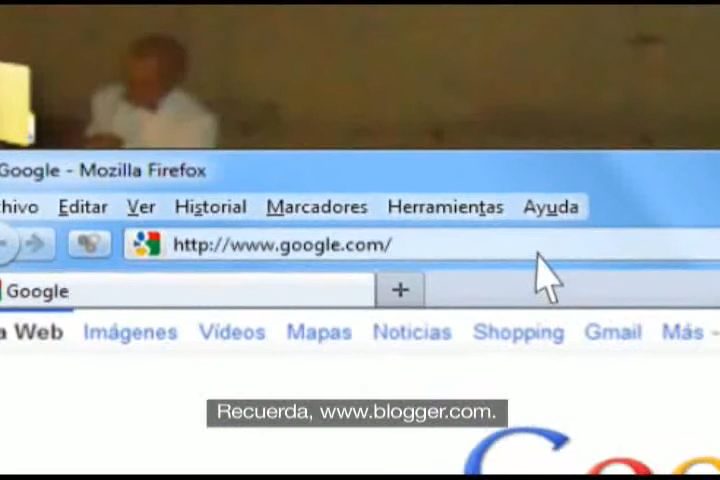 Google - Mozilla Firefox
hivo Editar Ver Historial Marcadores Herramientas Ayuda
http://www.google.com/
Google +
a Web Imágenes Vídeos Mapas Noticias Shopping Gmail Más
Recuerda, www.blogger.com.